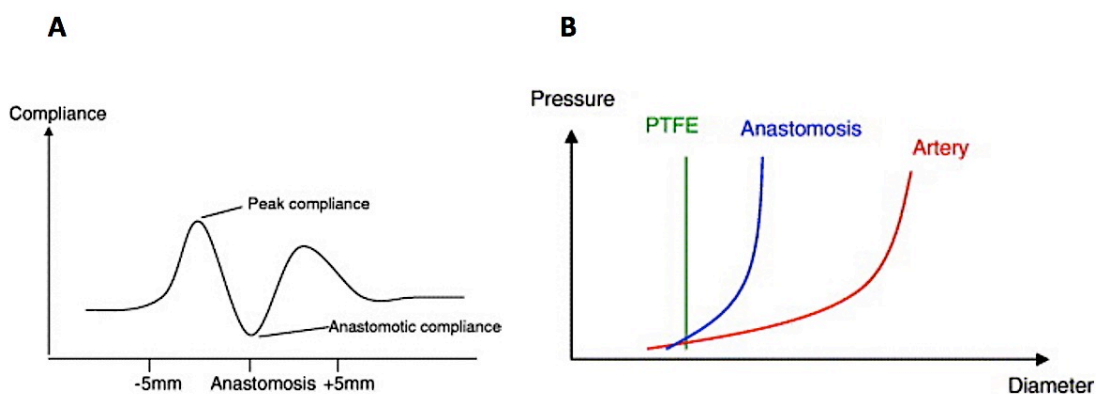 A
Compliance
Peak compliance
Anastomotic compliance
-5mm Anastomosis +5mm
B
Pressure
PTFE
Anastomosis
Artery
Diameter